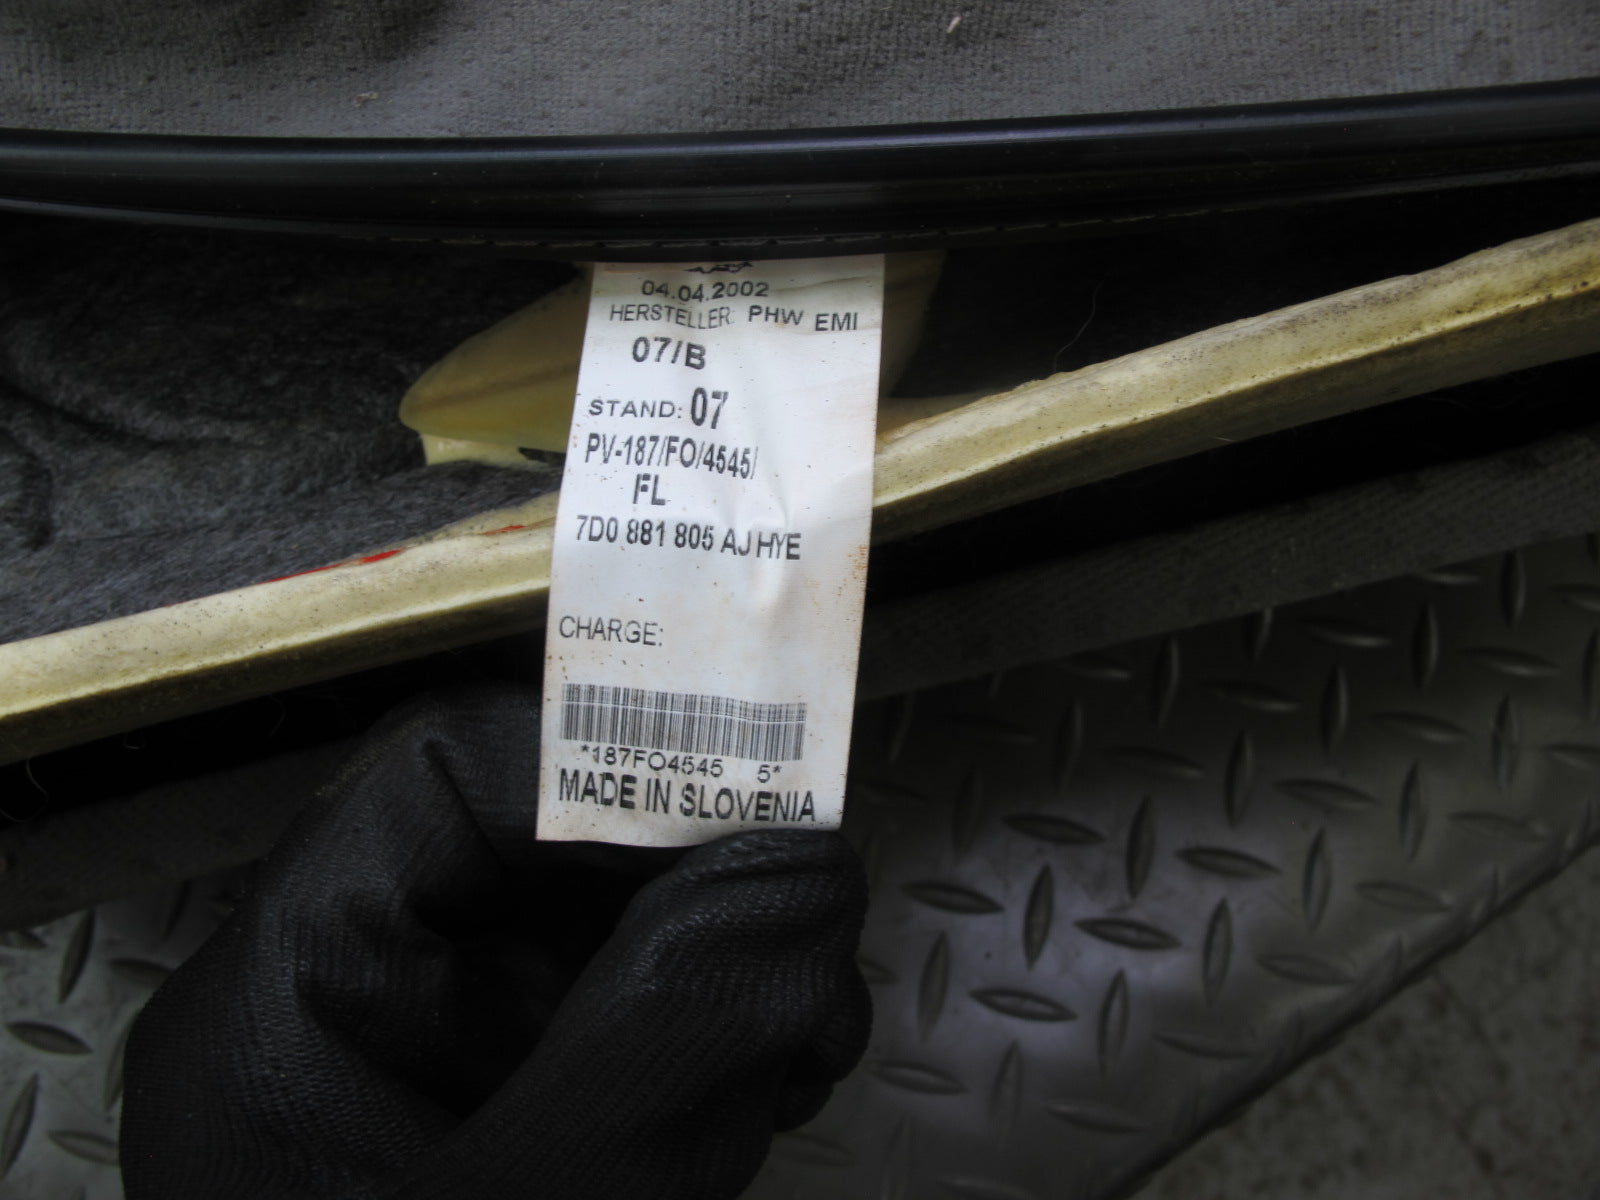 04.04.2002
HERSTELLER: PHW EMI
07/B
STAND: 07
PV-187/FO/4545/
FL
7D0 881 805 AJ HYE
CHARGE:
*187FO4545 5*
MADE IN SLOVENIA